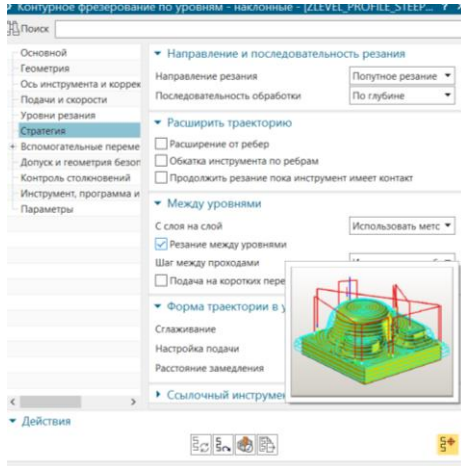 Контурное фрезерование по уровням - наклонные - [ZLEVEL_PROFILE_STEEP...
Поиск
Основной
Геометрия
Ось инструмента и коррек
Подачи и скорости
Уровни резания
Стратегия
Вспомогательные переме
Допуск и геометрия безоп
Контроль столкновений
Инструмент, программа и
Параметры
Направление и последовательность резания
Направление резания Попутное резание
Последовательность обработки По глубине
Расширить траекторию
Расширение от ребер
Обкатка инструмента по ребрам
Продолжить резание пока инструмент имеет контакт
Между уровнями
С слоя на слой Использовать метс
Резание между уровнями
Шаг между проходами
Подача на коротких пере
Форма траектории в у
Сглаживание
Настройка подачи
Расстояние замедления
Ссылочный инструмен
Действия